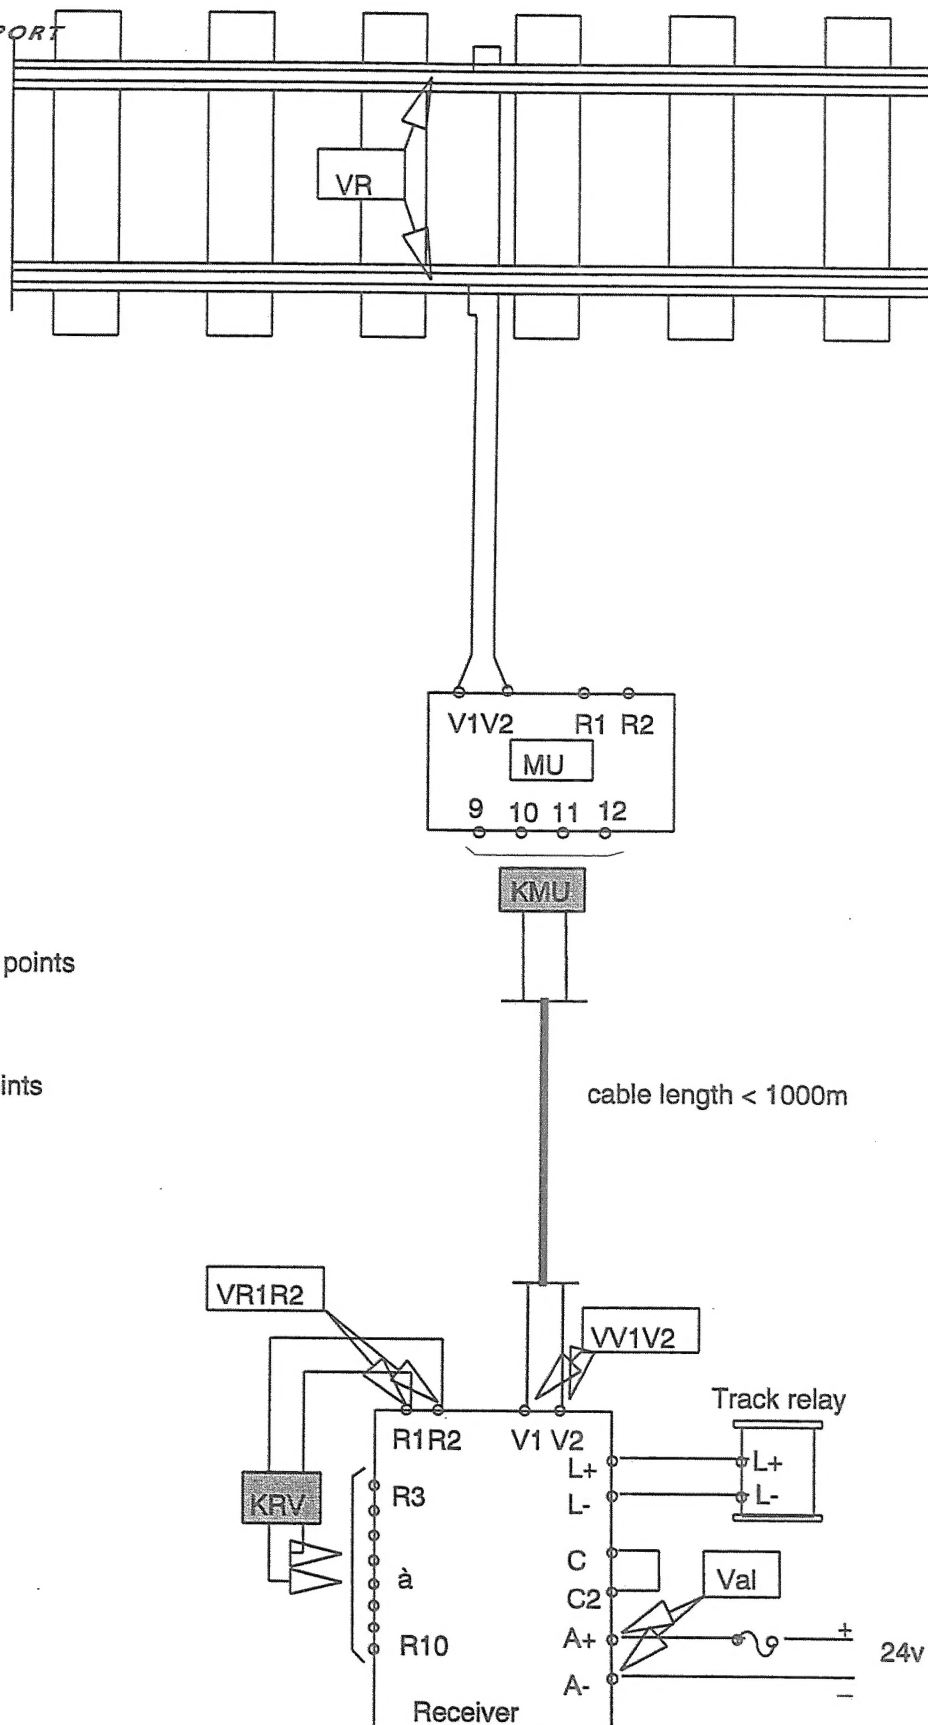 PORT
VR
V1V2 R1 R2
MU
9 10 11 12
KMU
points
ints
cable length < 1000m
VR1R2
VV1V2
Track relay
R1R2 V1 V2
L+ L+
L- L-
KRV
R3
C
Val
à
C2
R10
A+ + 24v
A- –
Receiver